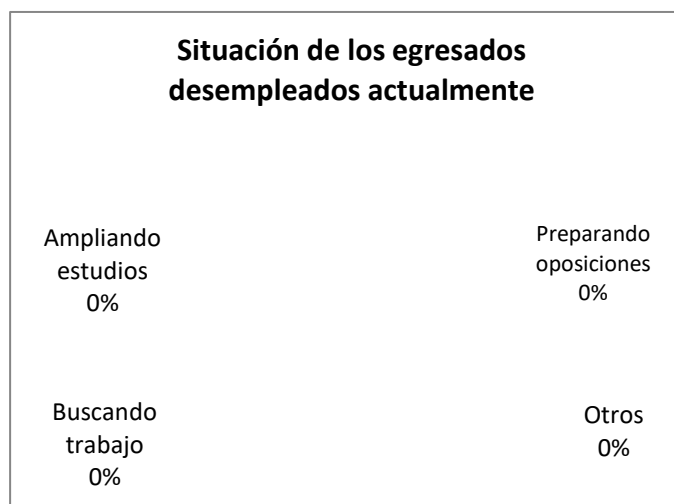 Situación de los egresados
desempleados actualmente
Ampliando
estudios
0%
Preparando
oposiciones
0%
Buscando
trabajo
0%
Otros
0%